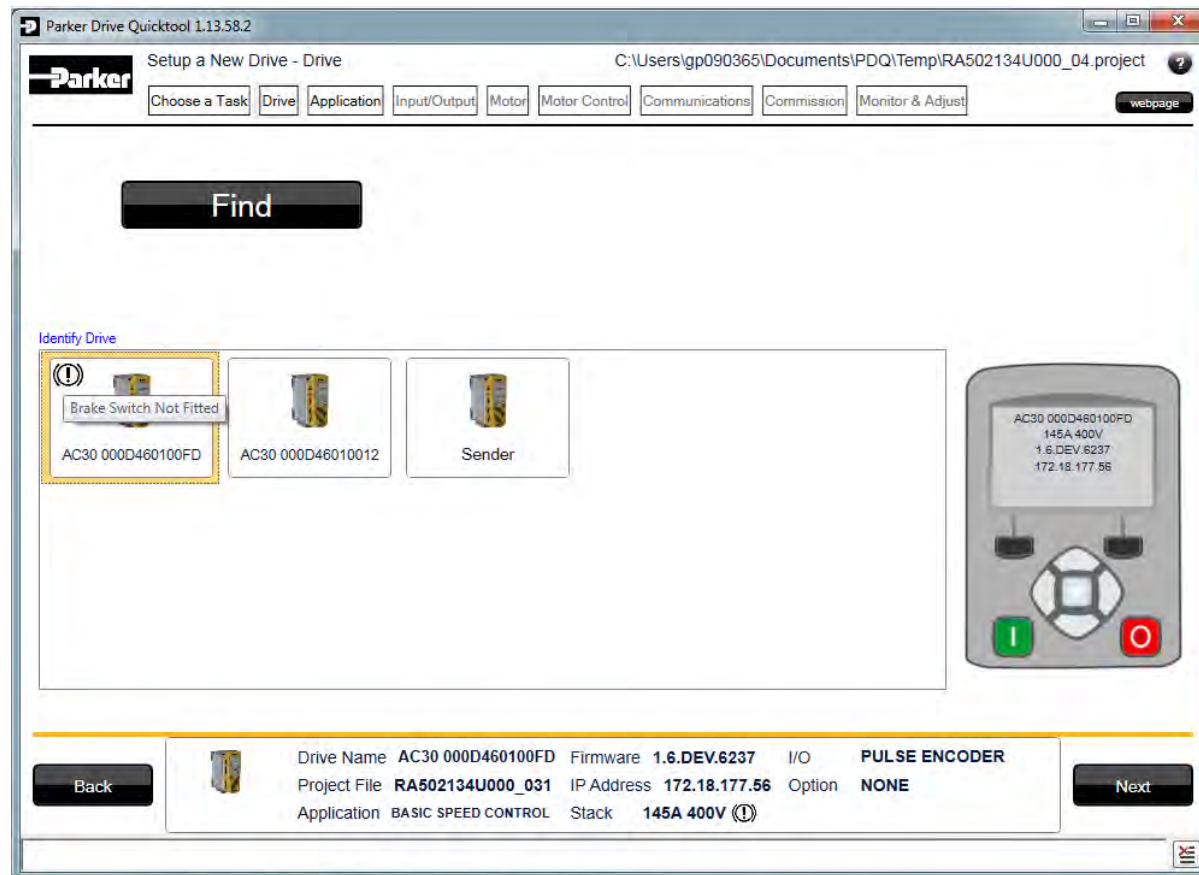 Parker Drive Quicktool 1.13.58.2
Parker
Setup a New Drive - Drive
C:\Users\gp090365\Documents\PDQ\Temp\RA502134U000_04.project
?
Choose a Task Drive Application Input/Output Motor Motor Control Communications Commission Monitor & Adjust
webpage
Find
Identify Drive
(!)
Brake Switch Not Fitted
AC30 000D460100FD
AC30 000D46010012
Sender
AC30 000D460100FD
145A 400V
1.6.DEV.6237
172.18.177.56
I
O
Back
Drive Name AC30 000D460100FD Firmware 1.6.DEV.6237 I/O PULSE ENCODER
Project File RA502134U000_031 IP Address 172.18.177.56 Option NONE
Application BASIC SPEED CONTROL Stack 145A 400V (!)
Next